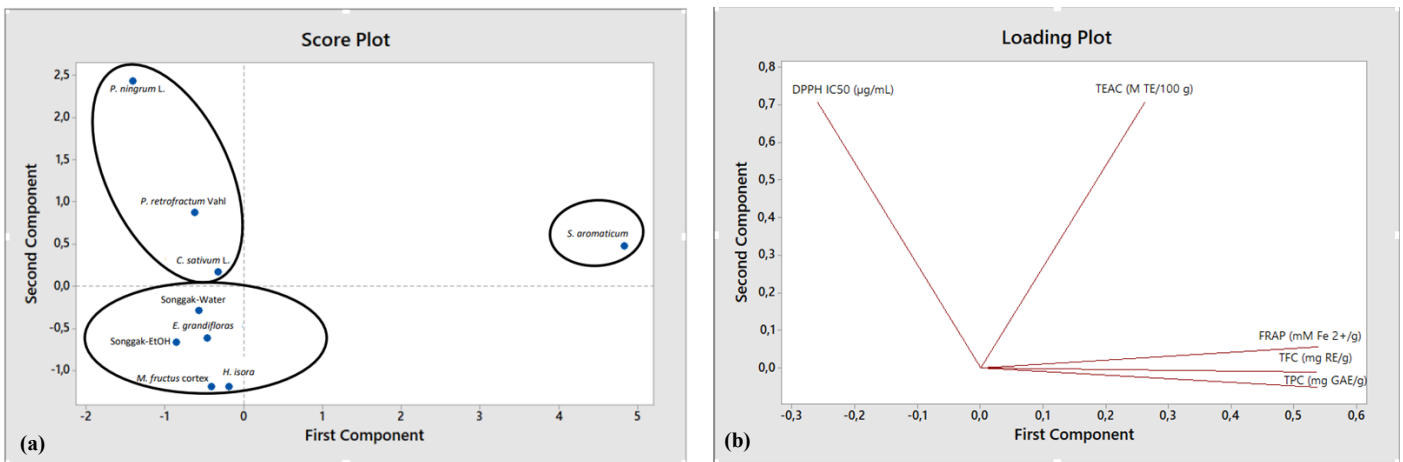 Score Plot
2,5
2,0
1,5
1,0
0,5
0,0
-0,5
-1,0
Second Component
P. ningrum L.
P. retrofractum Vahl
C. sativum L.
S. aromaticum
Songgak-Water
E. grandifloras
Songgak-EtOH
M. fructus cortex
H. isora
-2
-1
0
1
2
3
4
5
First Component
(a)
Loading Plot
0,8
0,7
0,6
0,5
0,4
0,3
0,2
0,1
0,0
Second Component
DPPH IC50 (µg/mL)
TEAC (M TE/100 g)
FRAP (mM Fe 2+/g)
TFC (mg RE/g)
TPC (mg GAE/g)
-0,3
-0,2
-0,1
0,0
0,1
0,2
0,3
0,4
0,5
0,6
First Component
(b)